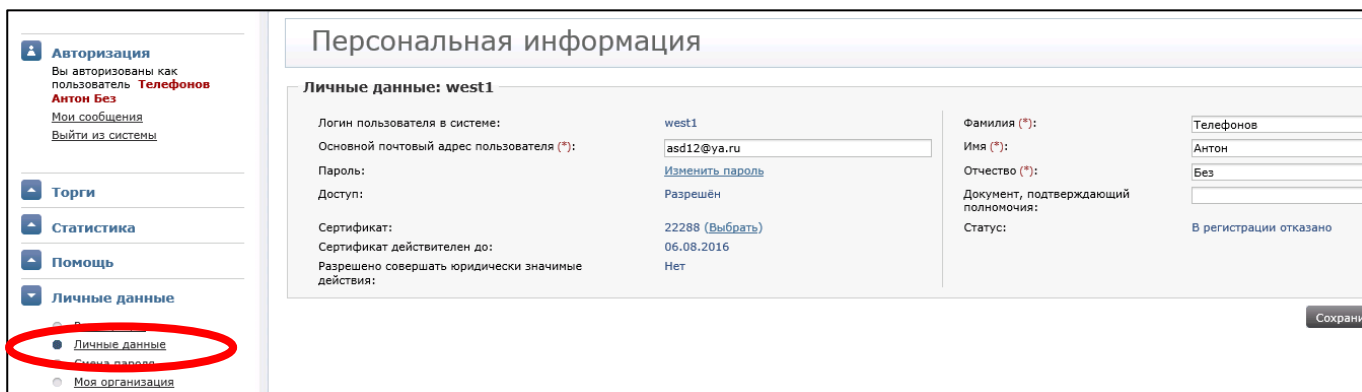 Авторизация
Вы авторизованы как
пользователь Телефонов
Антон Без
Мои сообщения
Выйти из системы
Торги
Статистика
Помощь
Личные данные
Личные данные
Смена пароля
Моя организация
Персональная информация
Личные данные: west1
Логин пользователя в системе: west1
Основной почтовый адрес пользователя (*): asd12@ya.ru
Пароль: Изменить пароль
Доступ: Разрешён
Сертификат: 22288 (Выбрать)
Сертификат действителен до: 06.08.2016
Разрешено совершать юридически значимые Нет
действия:
Фамилия (*): Телефонов
Имя (*): Антон
Отчество (*): Без
Документ, подтверждающий
полномочия:
Статус: В регистрации отказано
Сохрани